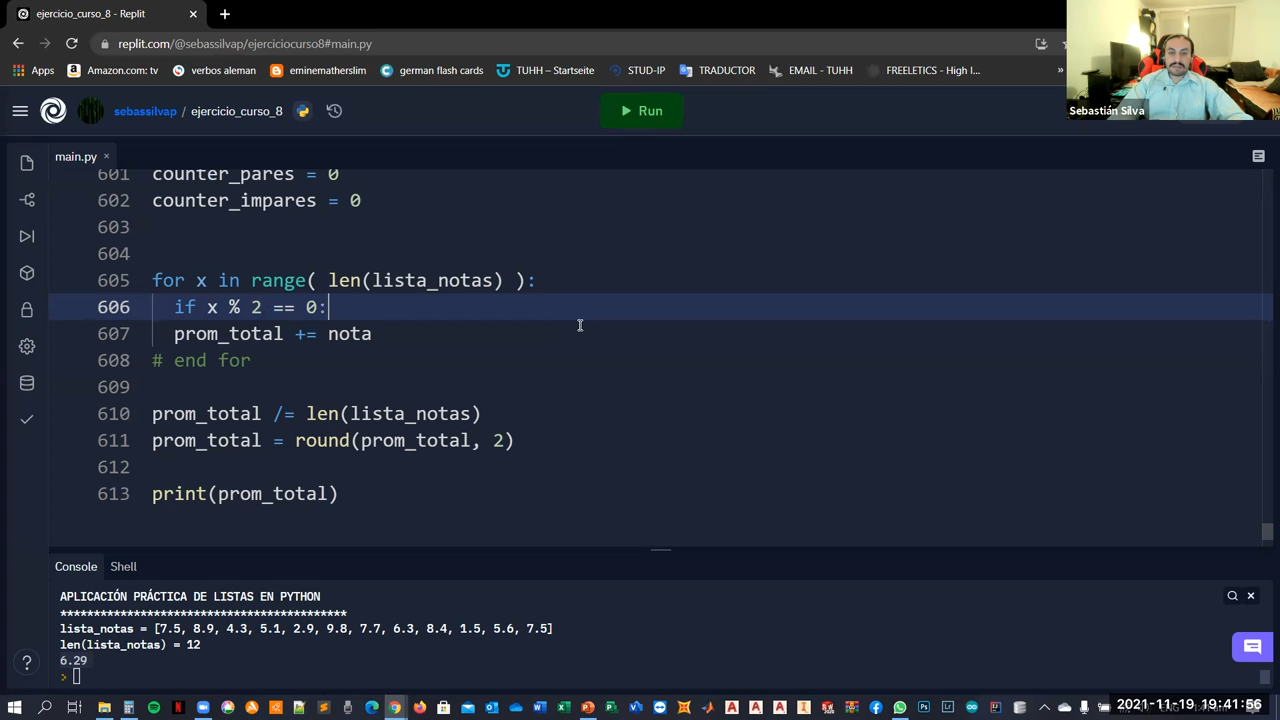 ejercicio_curso_8 - Replit
replit.com/@sebassilvap/ejerciciocurso8#main.py
Apps
Amazon.com: tv
verbos aleman
eminematherslim
german flash
TUHH – Startseite
STUD-IP
TRADUCTOR
EMAIL - TUHH
FREELETICS - High I...
»
Sebastián Silva
sebassilvap / ejercicio_curso_8
Run
main.py
601 counter_pares = 0
602 counter_impares = 0
603
604
605 for x in range( len(lista_notas) ):
606 if x % 2 == 0:
607 prom_total += nota
608 # end for
609
610 prom_total /= len(lista_notas)
611 prom_total = round(prom_total, 2)
612
613 print(prom_total)
Console
Shell
APLICACIÓN PRÁCTICA DE LISTAS EN PYTHON
*******************************************
lista_notas = [7.5, 8.9, 4.3, 5.1, 2.9, 9.8, 7.7, 6.3, 8.4, 1.5, 5.6, 7.5]
len(lista_notas) = 12
6.29
>
2021-11-19 19:41:56